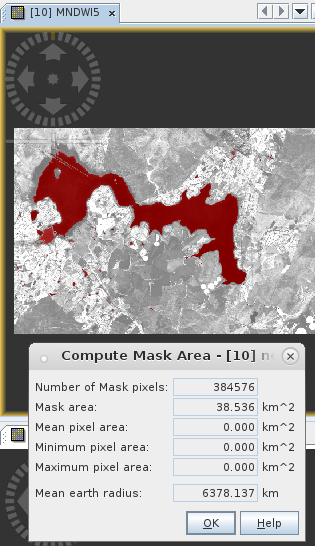 [10] MNDWI5
Compute Mask Area - [10]
Number of Mask pixels: 384576
Mask area: 38.536 km^2
Mean pixel area: 0.000 km^2
Minimum pixel area: 0.000 km^2
Maximum pixel area: 0.000 km^2
Mean earth radius: 6378.137 km
OK Help